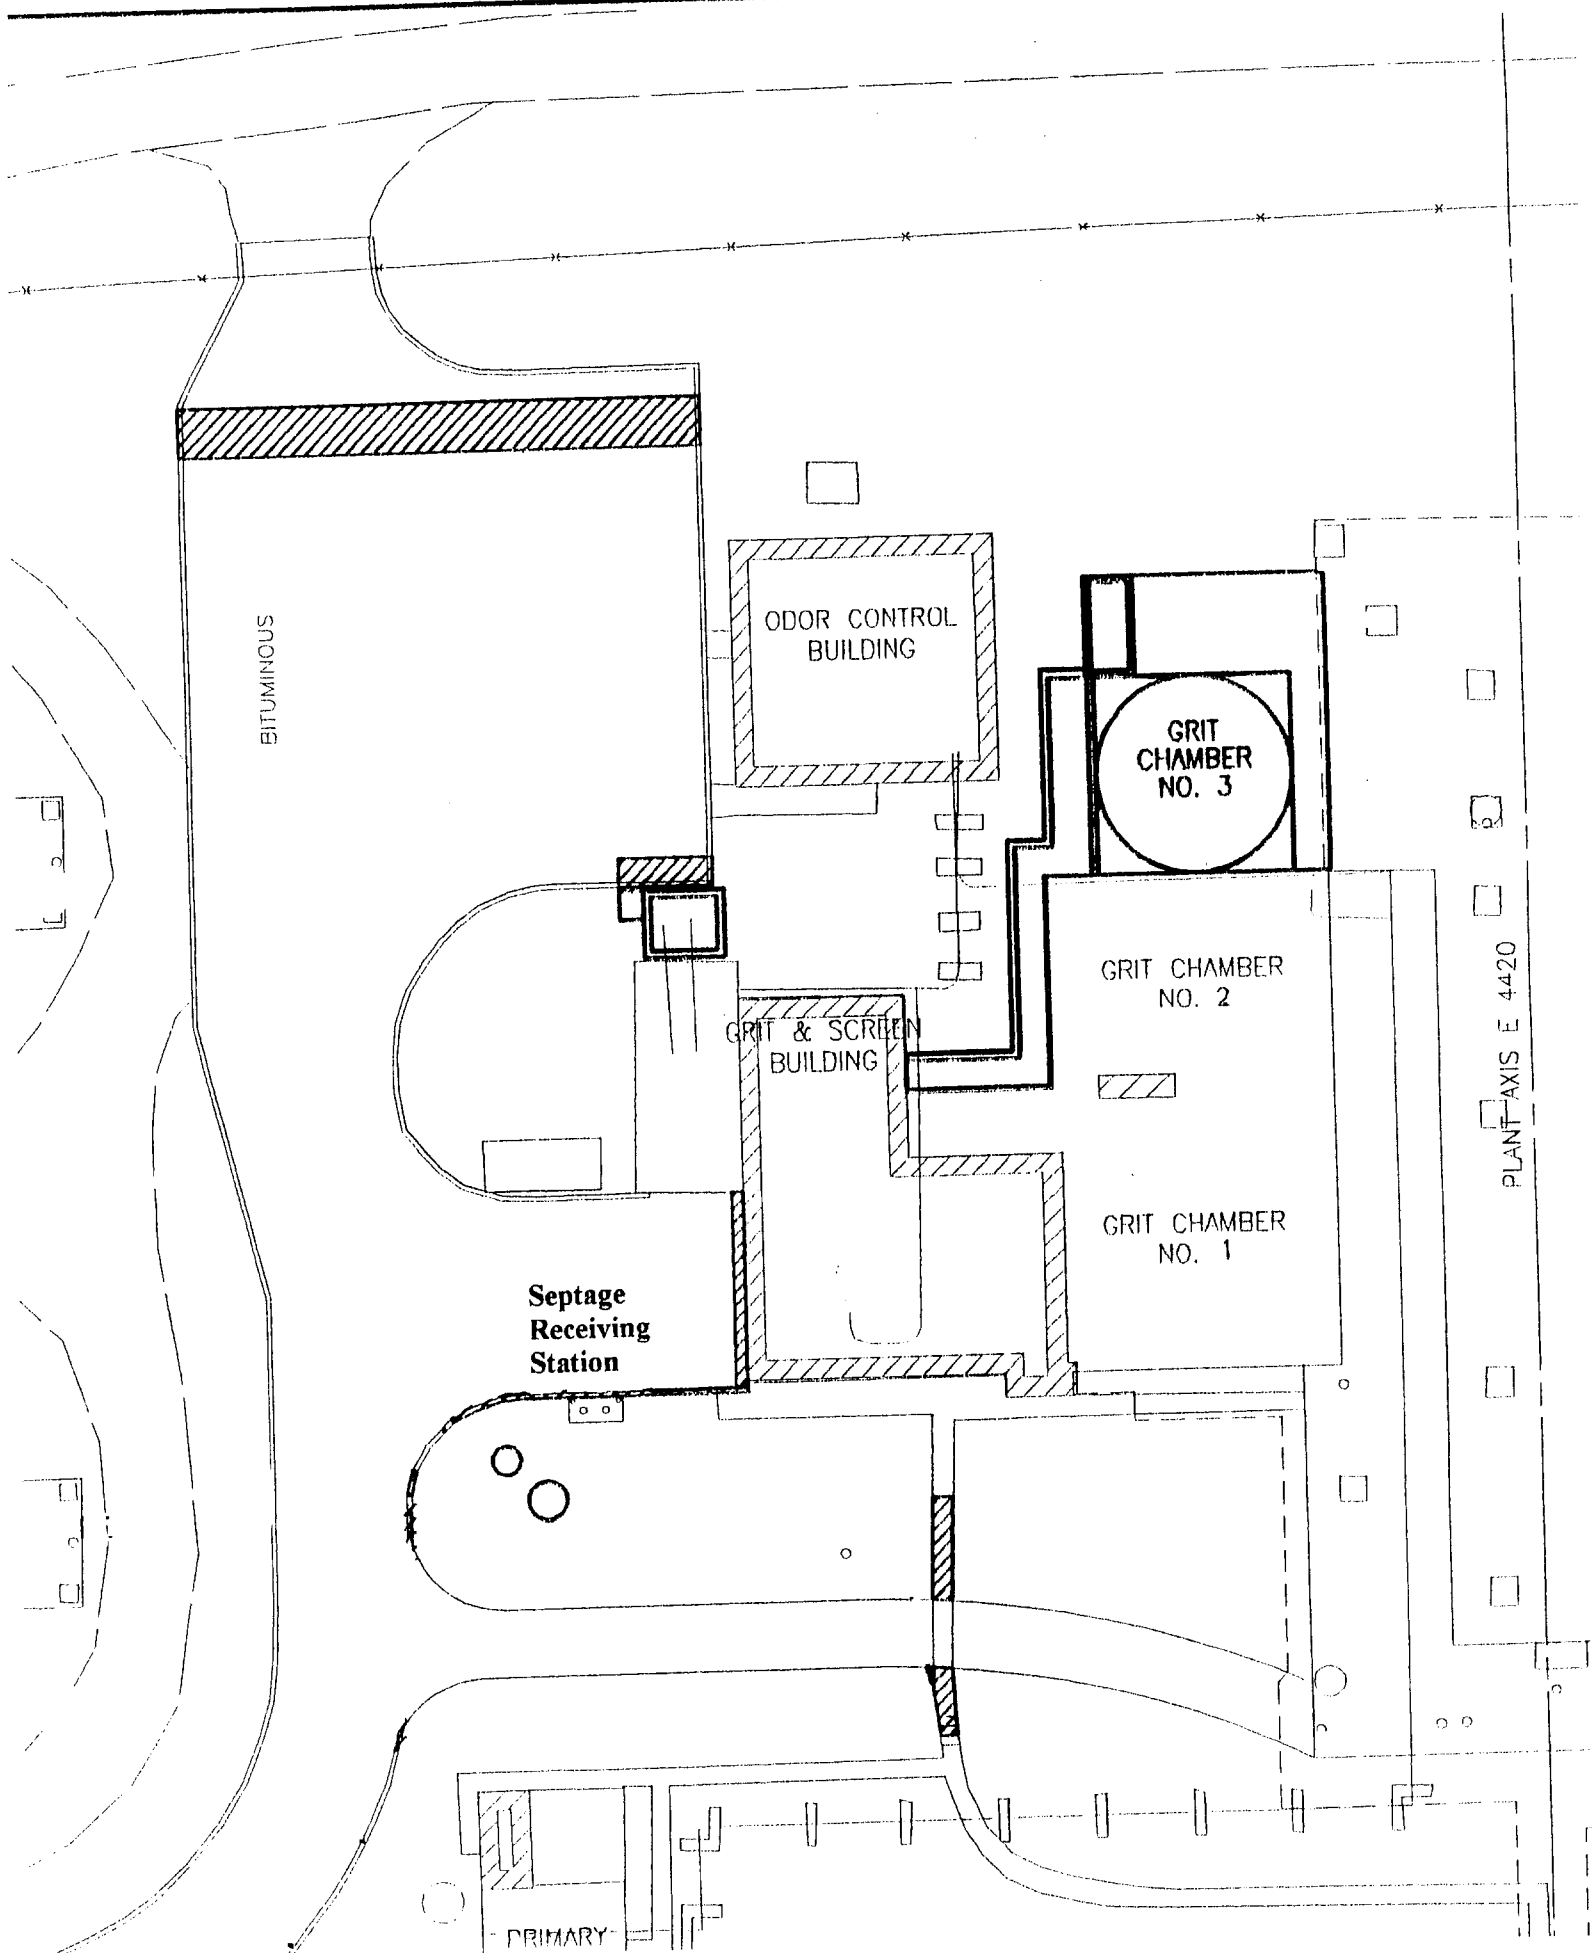 ODOR CONTROL
BUILDING
BITUMINOUS
GRIT
CHAMBER
NO. 3
GRIT CHAMBER
NO. 2
GRIT & SCREEN
BUILDING
PLANT AXIS E 4420
GRIT CHAMBER
NO. 1
Septage
Receiving
Station
PRIMARY